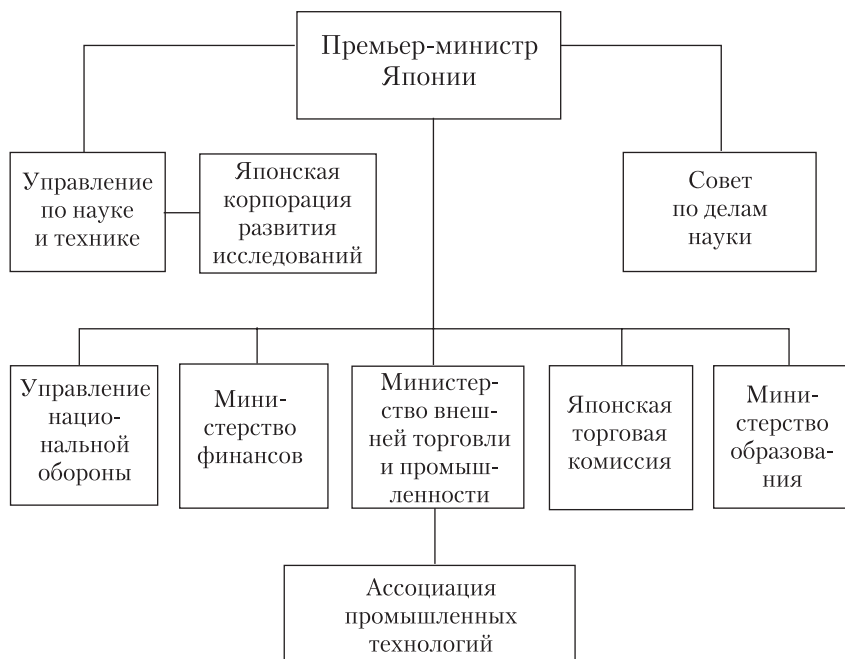 Премьер-министр
Японии
Управление
по науке
и технике
Японская
корпорация
развития
исследований
Совет
по делам
науки
Управление
нацио-
нальной
обороны
Мини-
стерство
финансов
Министер-
ство внеш-
ней торговли
и промыш-
ленности
Японская
торговая
комиссия
Мини-
стерство
образова-
ния
Ассоциация
промышленных
технологий